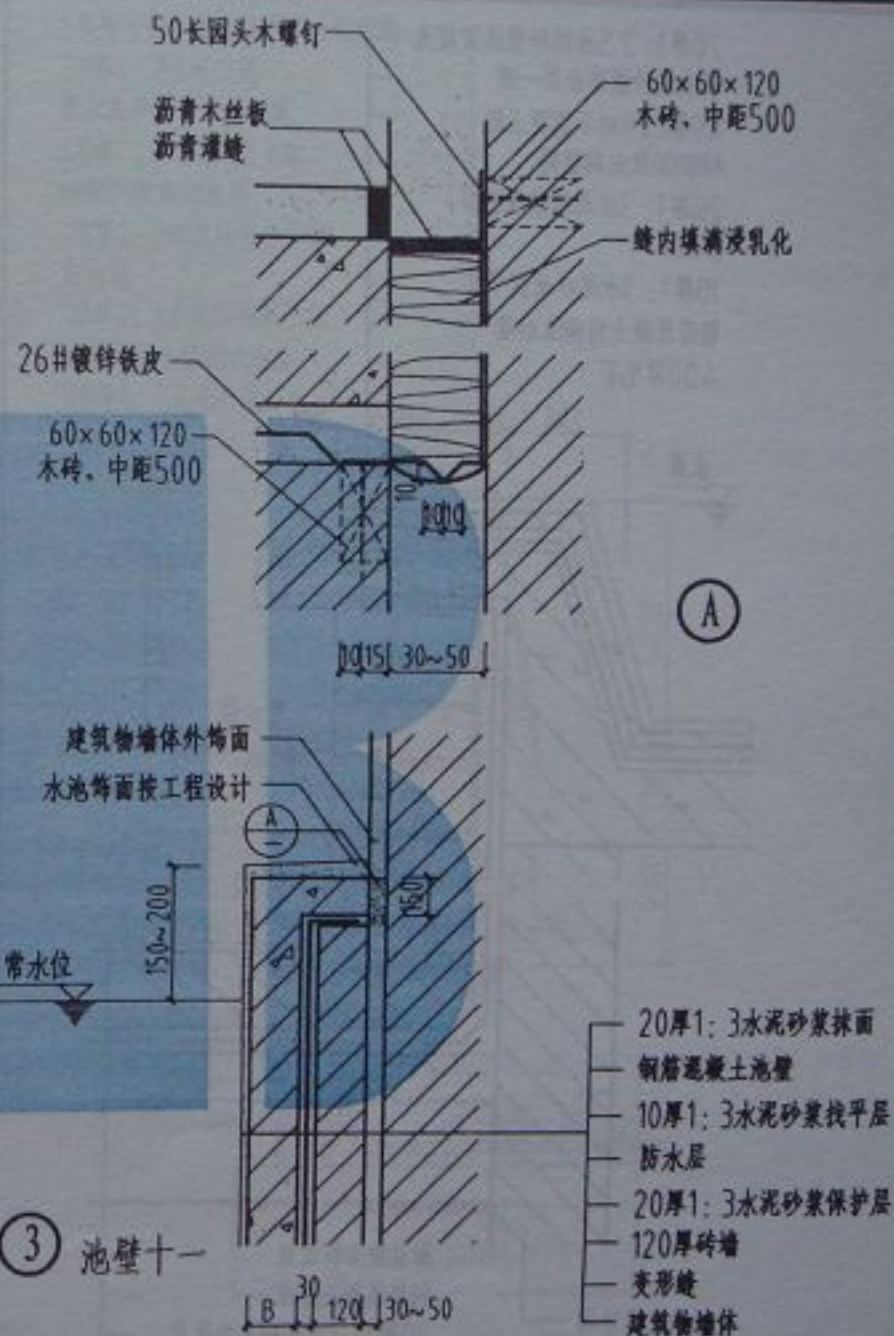 50长园头木螺钉
60×60×120
木砖、中距500
沥青木丝板
沥青灌缝
缝内填满浸乳化
26#镀锌铁皮
60×60×120
木砖、中距500
10
10 10
A
10 15 30~50
建筑物墙体外饰面
水池饰面按工程设计
A
150~200
150
常水位
20厚1:3水泥砂浆抹面
钢筋混凝土池壁
10厚1:3水泥砂浆找平层
防水层
20厚1:3水泥砂浆保护层
120厚砖墙
变形缝
建筑物墙体
3 池壁十一
B 30 120 30~50